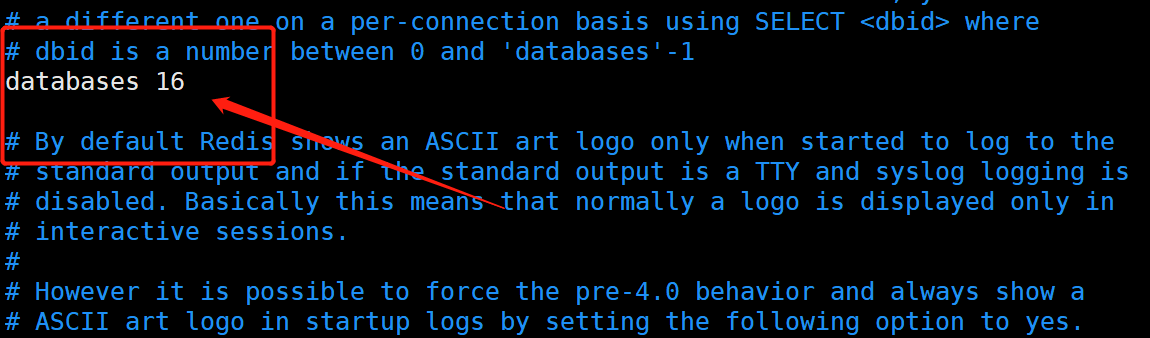 # a different one on a per-connection basis using SELECT <dbid> where
# dbid is a number between 0 and 'databases'-1
databases 16
# By default Redis shows an ASCII art logo only when started to log to the
# standard output and if the standard output is a TTY and syslog logging is
# disabled. Basically this means that normally a logo is displayed only in
# interactive sessions.
#
# However it is possible to force the pre-4.0 behavior and always show a
# ASCII art logo in startup logs by setting the following option to yes.